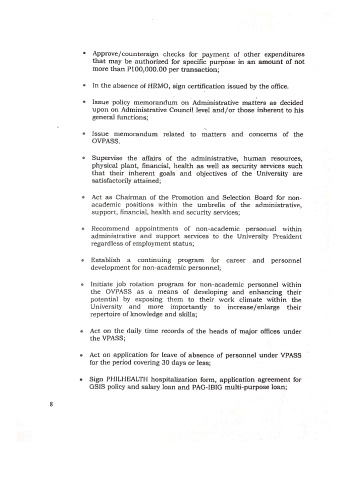 • Approve/countersign checks for payment of other expenditures
that may be authorized for specific purpose in an amount of not
more than P100,000.00 per transaction;
• In the absence of HRMO, sign certification issued by the office.
• Issue policy memorandum on Administrative matters as decided
upon on Administrative Council level and/or those inherent to his
general functions;
• Issue memorandum related to matters and concerns of the
OVPASS.
• Supervise the affairs of the administrative, human resources,
physical plant, financial, health as well as security services such
that their inherent goals and objectives of the University are
satisfactorily attained;
• Act as Chairman of the Promotion and Selection Board for non-
academic positions within the umbrella of the administrative,
support, financial, health and security services;
• Recommend appointments of non-academic personnel within
administrative and support services to the University President
regardless of employment status;
• Establish a continuing program for career and personnel
development for non-academic personnel;
• Initiate job rotation program for non-academic personnel within
the OVPASS as a means of developing and enhancing their
potential by exposing them to their work climate within the
University and more importantly to increase/enlarge their
repertoire of knowledge and skills;
• Act on the daily time records of the heads of major offices under
the VPASS;
• Act on application for leave of absence of personnel under VPASS
for the period covering 30 days or less;
• Sign PHILHEALTH hospitalization form, application agreement for
GSIS policy and salary loan and PAG-IBIG multi-purpose loan;
8